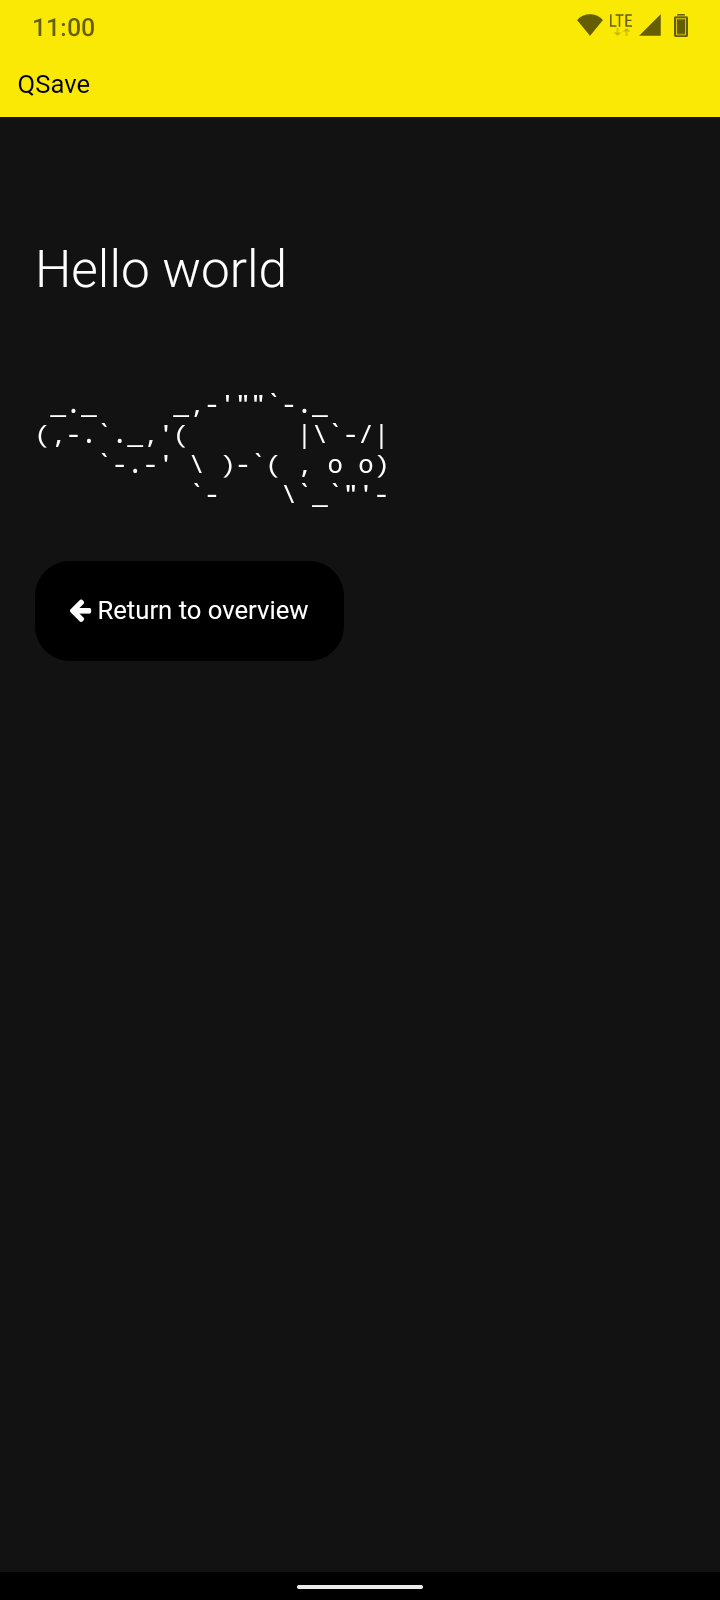 11:00 LTE
QSave
Hello world
 _._     _,-'""`-._
(,-.`._,'(       |\`-/|
    `-.-' \ )-`( , o o)
          `-    \`_`"'-
Return to overview